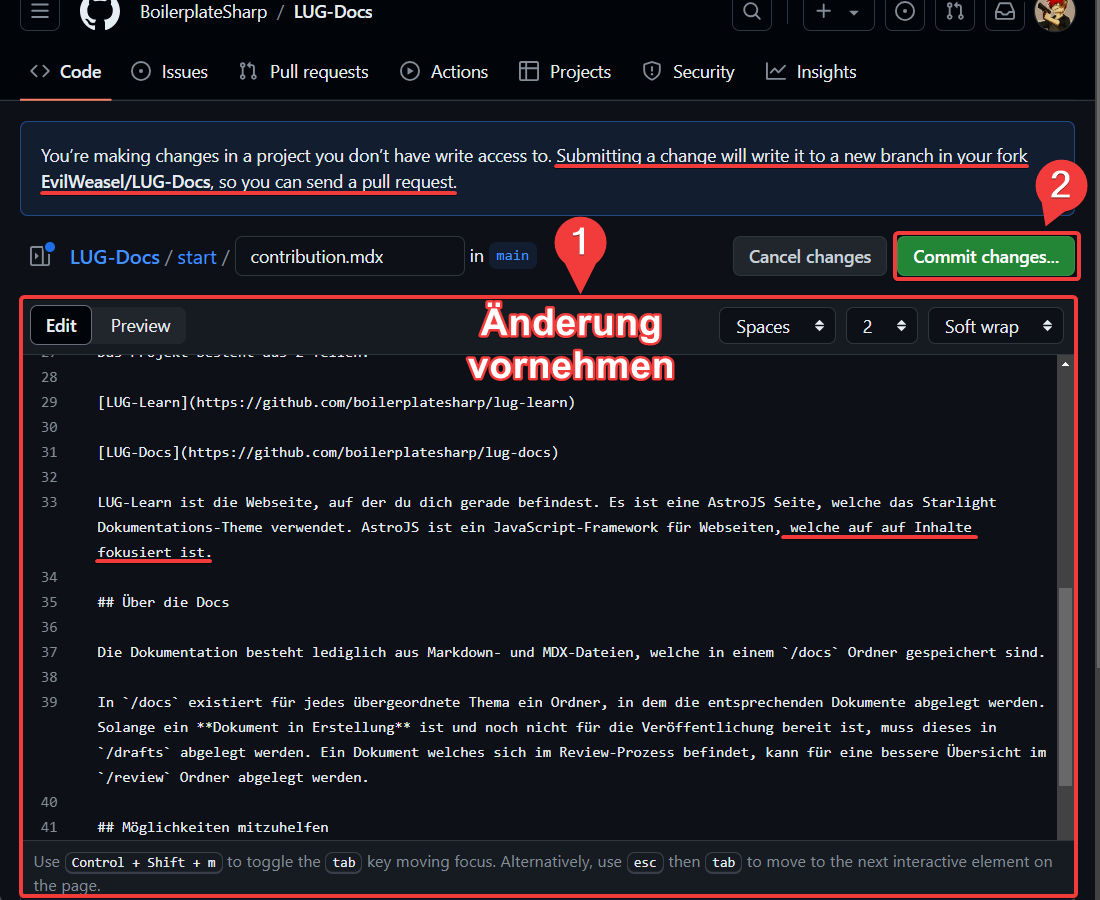 BoilerplateSharp / LUG-Docs
Code Issues Pull requests Actions Projects Security Insights
You're making changes in a project you don't have write access to. Submitting a change will write it to a new branch in your fork
EvilWeasel/LUG-Docs, so you can send a pull request.
2
1
LUG-Docs / start / contribution.mdx in main Cancel changes Commit changes...
Edit Preview Spaces 2 Soft wrap
Änderung
vornehmen
27 Das Projekt besteht aus 2 Teilen:
28
29 [LUG-Learn](https://github.com/boilerplatesharp/lug-learn)
30
31 [LUG-Docs](https://github.com/boilerplatesharp/lug-docs)
32
33 LUG-Learn ist die Webseite, auf der du dich gerade befindest. Es ist eine AstroJS Seite, welche das Starlight
Dokumentations-Theme verwendet. AstroJS ist ein JavaScript-Framework für Webseiten, welche auf auf Inhalte
fokusiert ist.
34
35 ## Über die Docs
36
37 Die Dokumentation besteht lediglich aus Markdown- und MDX-Dateien, welche in einem `/docs` Ordner gespeichert sind.
38
39 In `/docs` existiert für jedes übergeordnete Thema ein Ordner, in dem die entsprechenden Dokumente abgelegt werden.
Solange ein **Dokument in Erstellung** ist und noch nicht für die Veröffentlichung bereit ist, muss dieses in
`/drafts` abgelegt werden. Ein Dokument welches sich im Review-Prozess befindet, kann für eine bessere Übersicht im
`/review` Ordner abgelegt werden.
40
41 ## Möglichkeiten mitzuhelfen
Use Control + Shift + m to toggle the tab key moving focus. Alternatively, use esc then tab to move to the next interactive element on
the page.